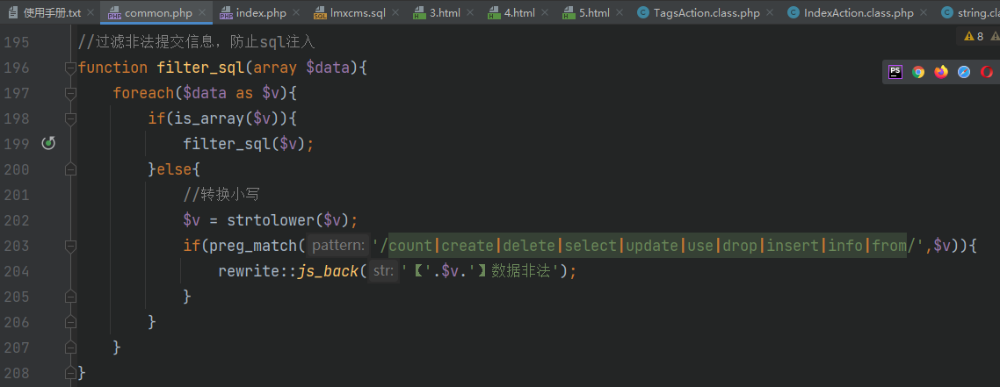 使用手册.txt common.php index.php lmxcms.sql 3.html 4.html 5.html TagsAction.class.php IndexAction.class.php string.cl
195 //过滤非法提交信息，防止sql注入 8
196 function filter_sql(array $data){
197 foreach($data as $v){
198 if(is_array($v)){
199 filter_sql($v);
200 }else{
201 //转换小写
202 $v = strtolower($v);
203 if(preg_match( pattern: '/count|create|delete|select|update|use|drop|insert|info|from/',$v)){
204 rewrite::js_back( str: '【'.$v.'】数据非法');
205 }
206 }
207 }
208 }